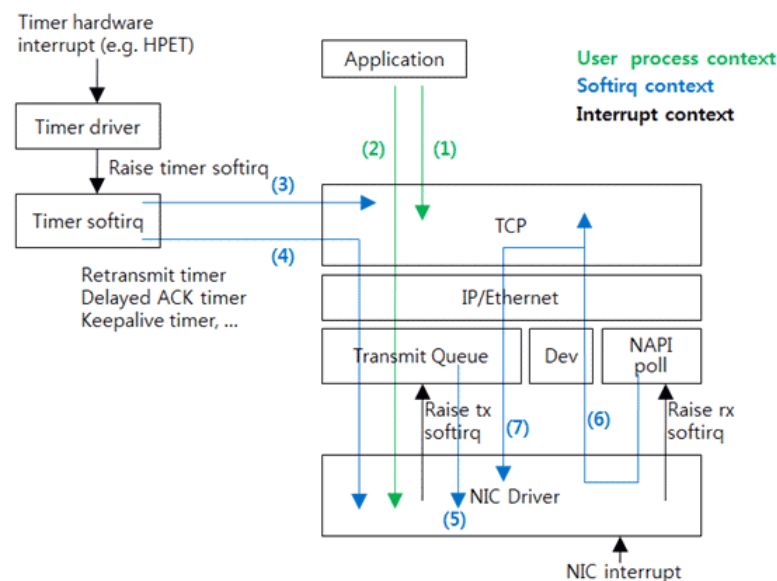 Timer hardware
interrupt (e.g. HPET)
Application
User process context
Softirq context
Interrupt context
Timer driver
(2)
(1)
Raise timer softirq
(3)
Timer softirq
TCP
(4)
Retransmit timer
Delayed ACK timer
Keepalive timer, ...
IP/Ethernet
Transmit Queue
Dev
NAPI
poll
Raise tx
softirq
(7)
(6)
Raise rx
softirq
NIC Driver
(5)
NIC interrupt